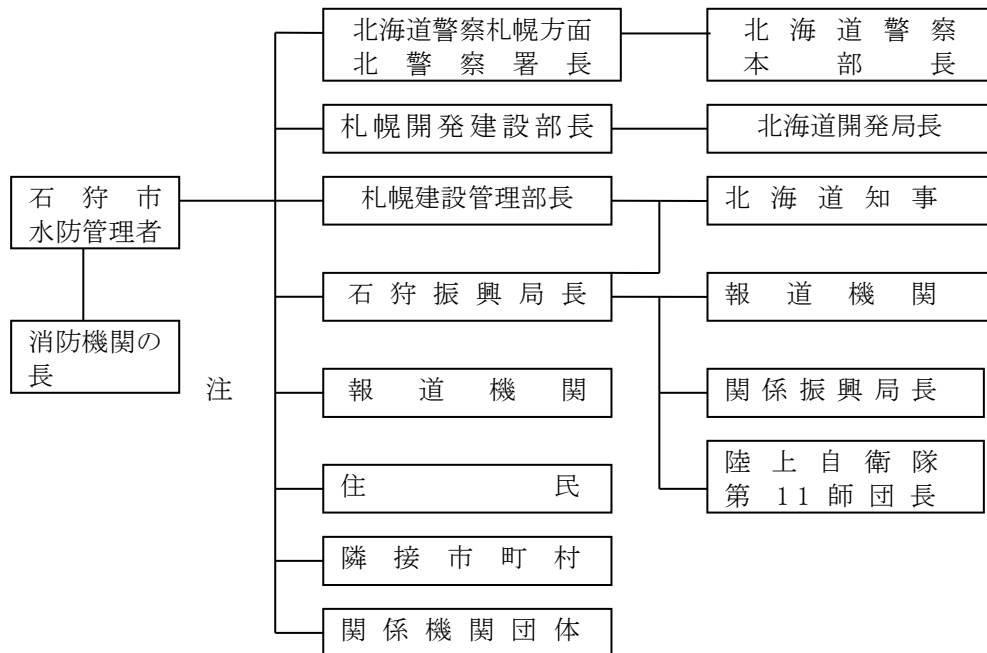 北海道警察札幌方面
北警察署長
北海道警察
本部長
札幌開発建設部長
北海道開発局長
石狩市
水防管理者
札幌建設管理部長
北海道知事
石狩振興局長
報道機関
消防機関の
長
注
報道機関
関係振興局長
住民
陸上自衛隊
第11師団長
隣接市町村
関係機関団体